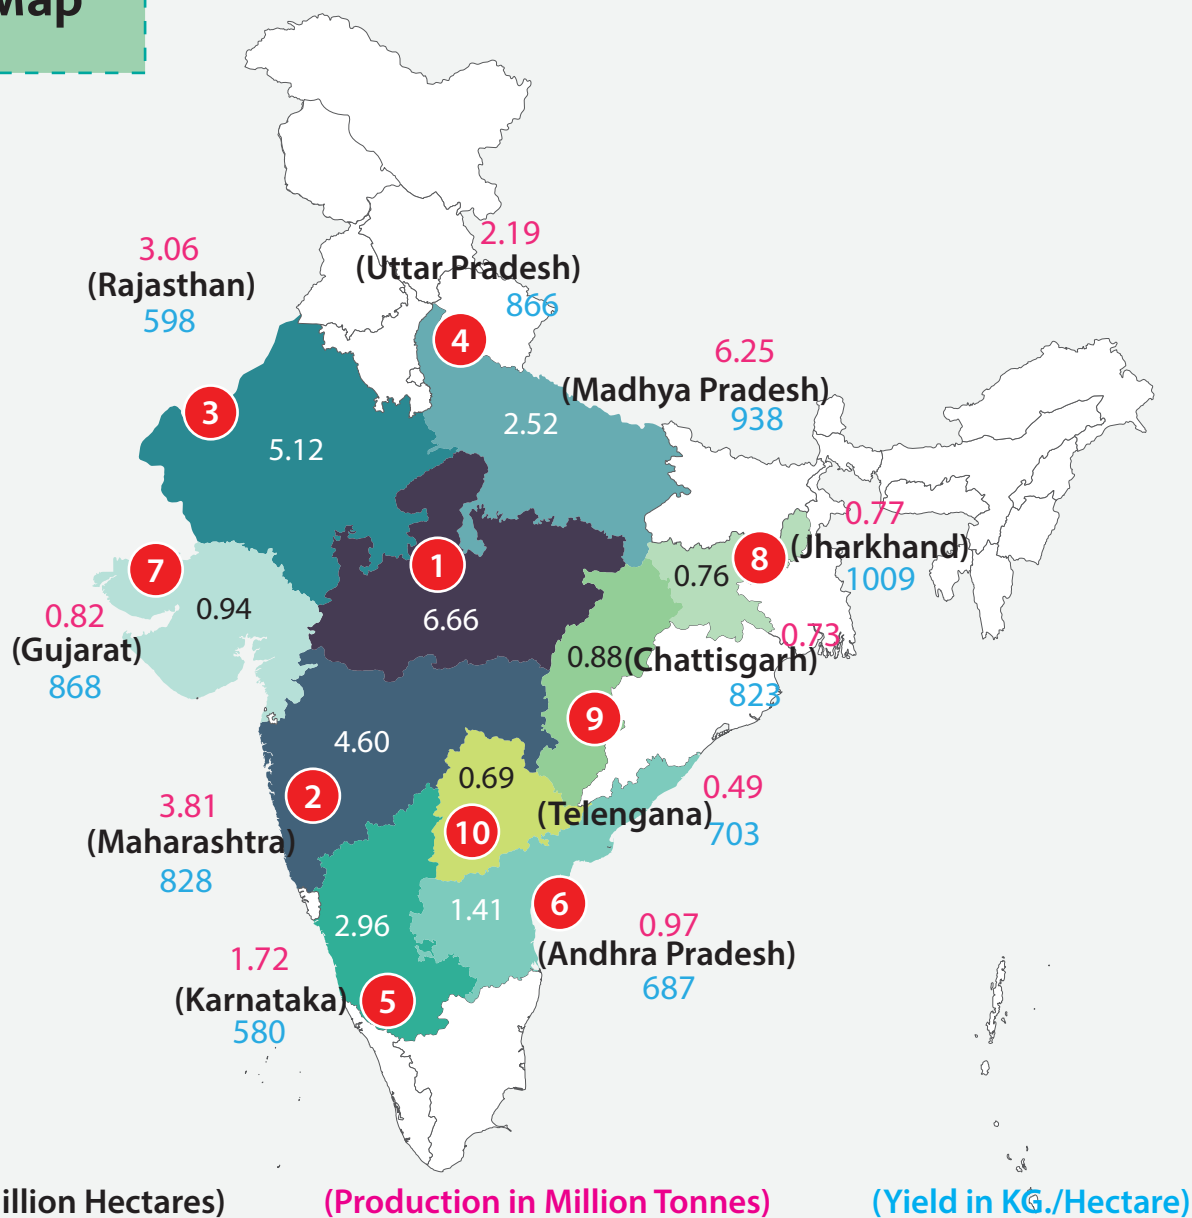 Map
3.06
(Rajasthan)
598
2.19
(Uttar Pradesh)
866
4
6.25
(Madhya Pradesh)
938
3
5.12
2.52
0.77
(Jharkhand)
1009
8
0.76
1
6.66
7
0.94
0.82
(Gujarat)
868
0.73
0.88(Chattisgarh)
823
9
4.60
2
3.81
(Maharashtra)
828
0.69
10
(Telengana)
0.49
703
2.96
1.41
6
0.97
(Andhra Pradesh)
687
1.72
(Karnataka)
580
5
illion Hectares)
(Production in Million Tonnes)
(Yield in KG./Hectare)